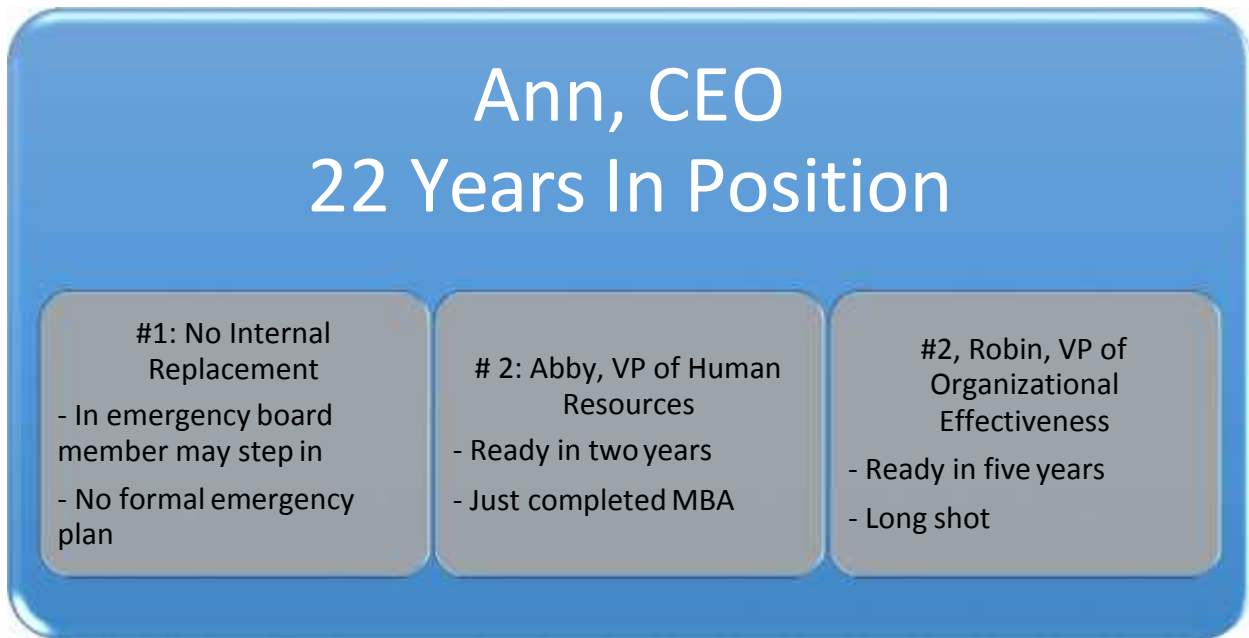 Ann, CEO
22 Years In Position
#1: No Internal
Replacement
- In emergency board
member may step in
- No formal emergency
plan
# 2: Abby, VP of Human
Resources
- Ready in two years
- Just completed MBA
#2, Robin, VP of
Organizational
Effectiveness
- Ready in five years
- Long shot